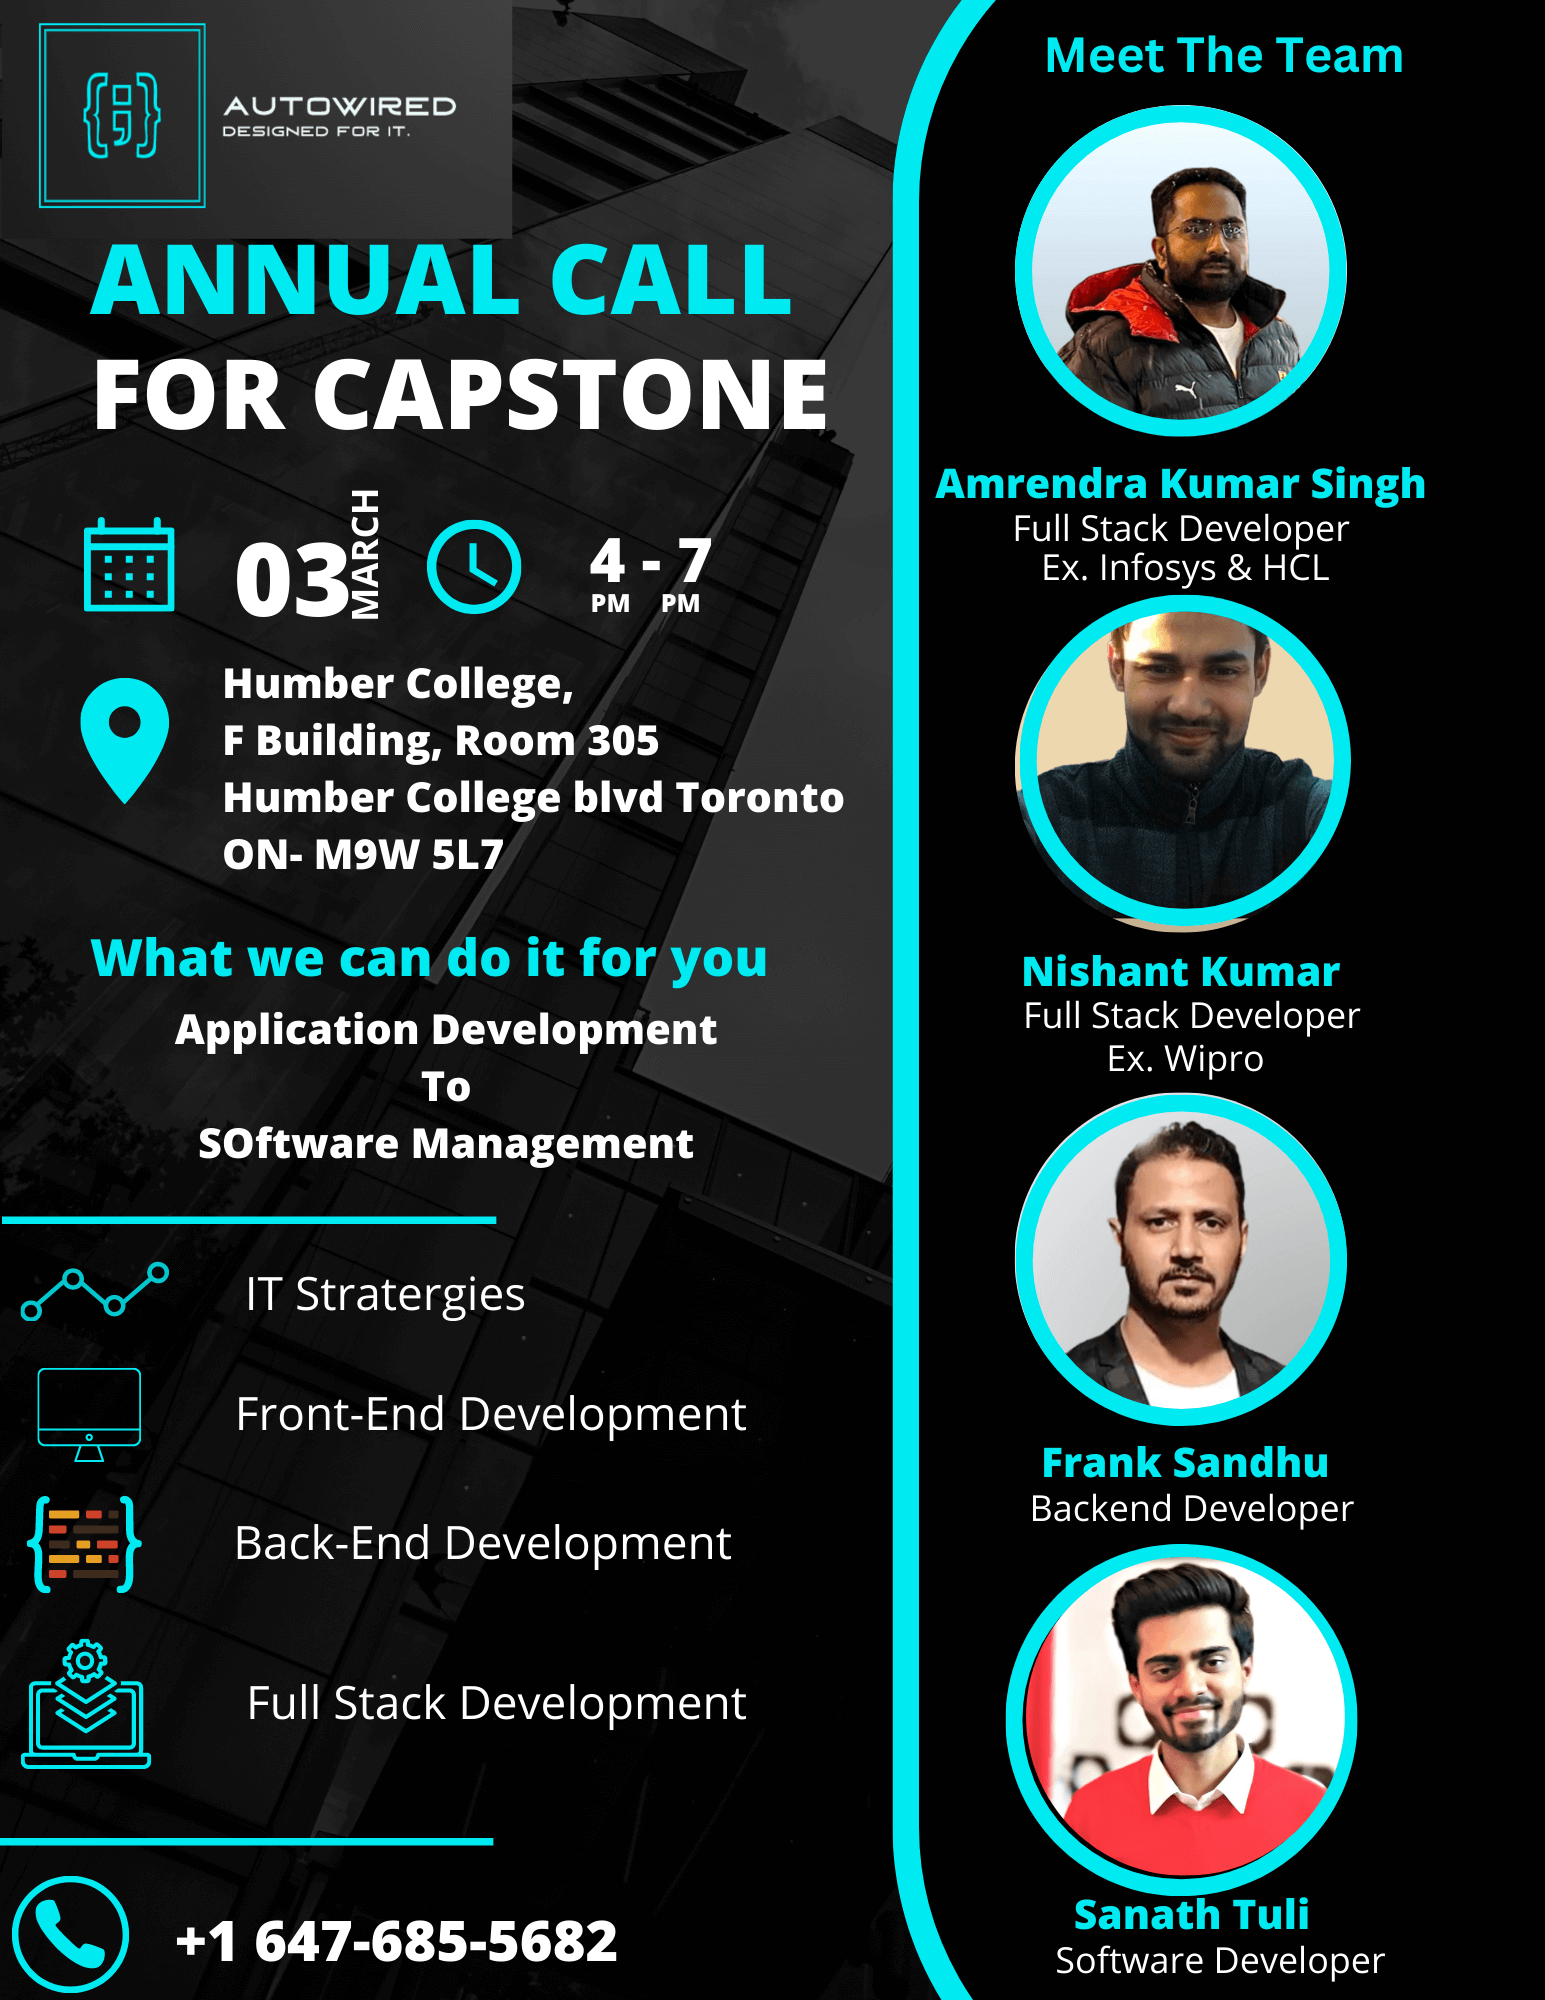 AUTOWIRED
DESIGNED FOR IT.
ANNUAL CALL
FOR CAPSTONE
03
MARCH
4 - 7
PM PM
Humber College,
F Building, Room 305
Humber College blvd Toronto
ON- M9W 5L7
What we can do it for you
Application Development
To
SOftware Management
IT Stratergies
Front-End Development
Back-End Development
Full Stack Development
+1 647-685-5682
Meet The Team
Amrendra Kumar Singh
Full Stack Developer
Ex. Infosys & HCL
Nishant Kumar
Full Stack Developer
Ex. Wipro
Frank Sandhu
Backend Developer
Sanath Tuli
Software Developer